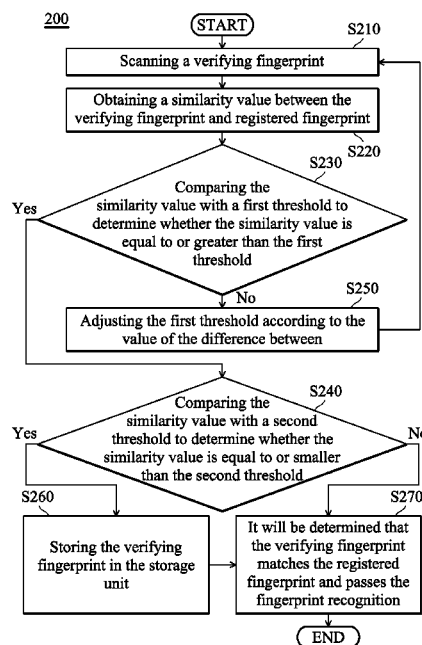 200
START
S210
Scanning a verifying fingerprint
Obtaining a similarity value between the
verifying fingerprint and registered fingerprint
S220
S230
Comparing the
similarity value with a first threshold to
determine whether the similarity value is
equal to or greater than the first
threshold
Yes
No
S250
Adjusting the first threshold according to the
value of the difference between
S240
Comparing the
similarity value with a second
threshold to determine whether the
similarity value is equal to or smaller
than the second threshold
Yes
No
S260
Storing the verifying
fingerprint in the storage
unit
S270
It will be determined that
the verifying fingerprint
matches the registered
fingerprint and passes the
fingerprint recognition
END